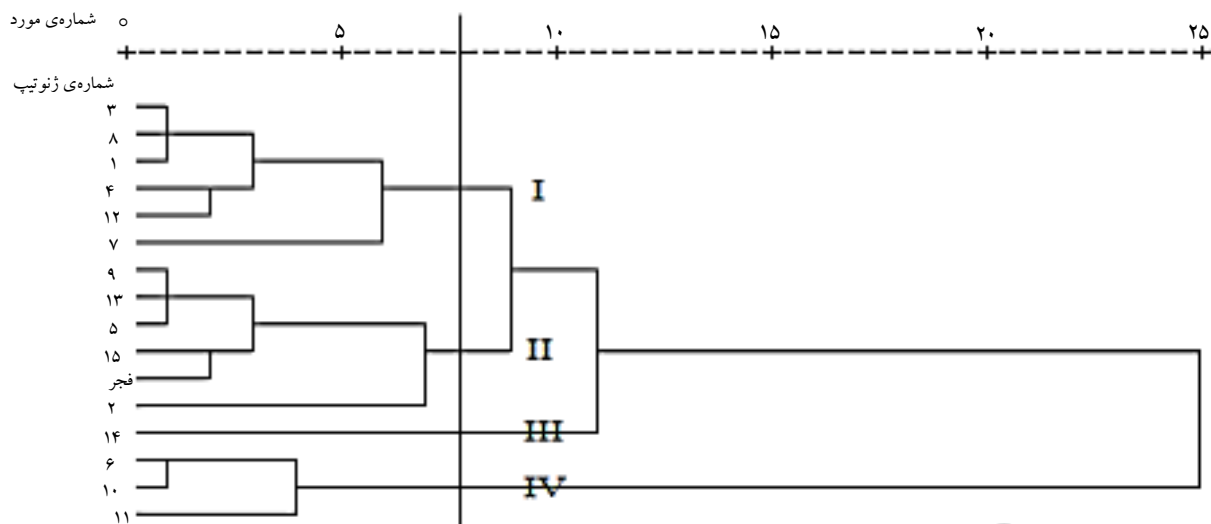 شماره‌ی مورد ۰ ۵ ۱۰ ۱۵ ۲۰ ۲۵
شماره‌ی ژنوتیپ
۳
۸
۱
۴ I
۱۲
۷
۹
۱۳
۵
۱۵ II
فجر
۲
۱۴ III
۶
۱۰ IV
۱۱